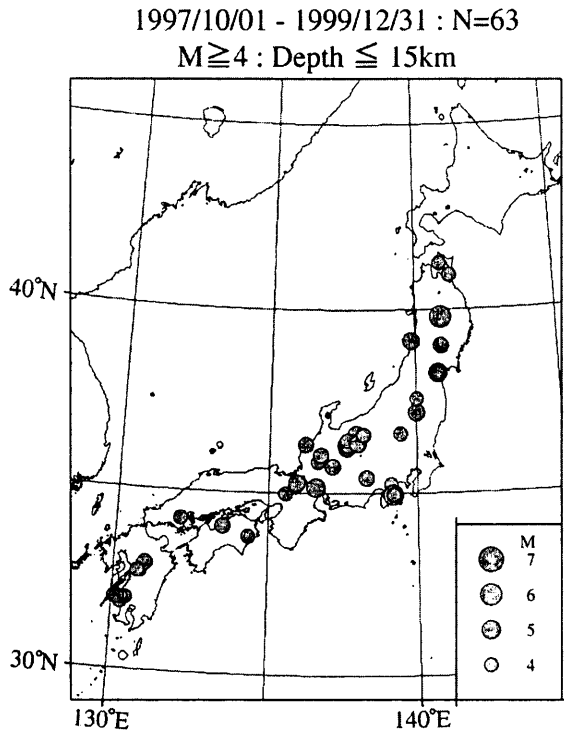 1997/10/01 - 1999/12/31 : N=63
M≧4 : Depth ≦ 15km
40°N
30°N
130°E
140°E
M
7
6
5
4